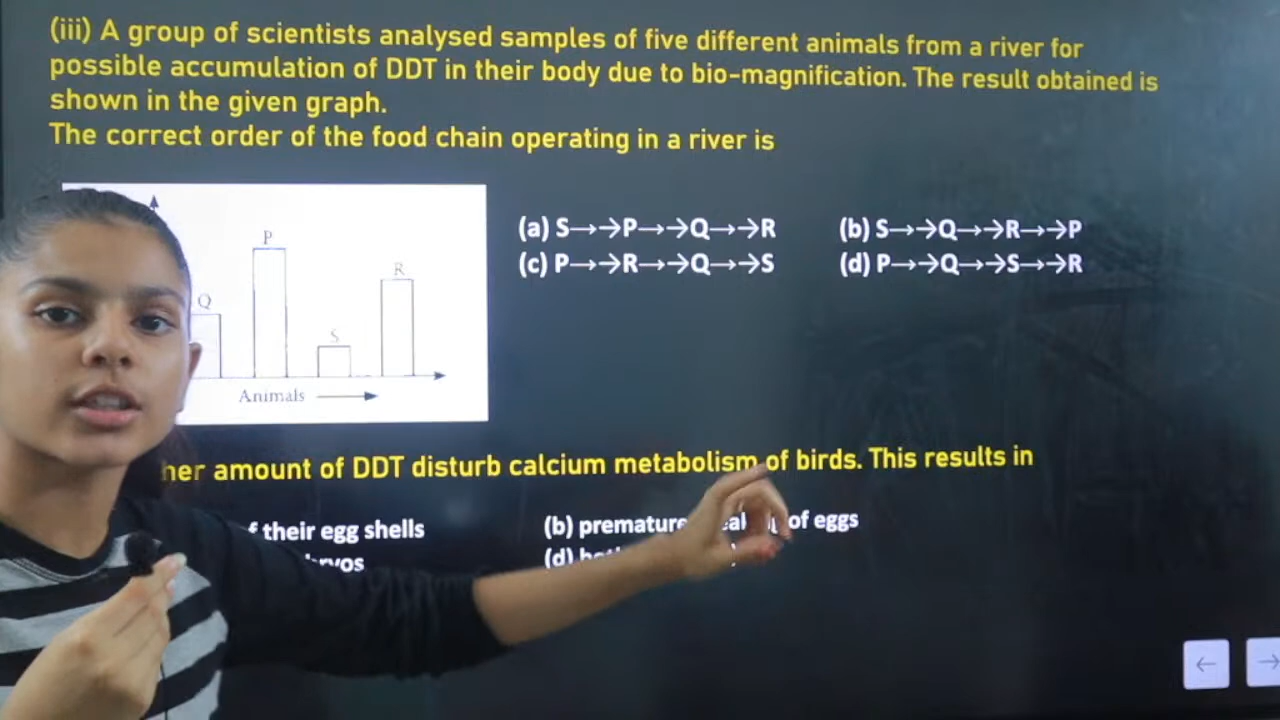 (iii) A group of scientists analysed samples of five different animals from a river for
possible accumulation of DDT in their body due to bio-magnification. The result obtained is
shown in the given graph.
The correct order of the food chain operating in a river is
(a) S→→P→→Q→→R (b) S→→Q→→R→→P
(c) P→→R→→Q→→S (d) P→→Q→→S→→R
P
R
Q
S
Animals
amount of DDT disturb calcium metabolism of birds. This results in
their egg shells (b) premature of eggs
(d)